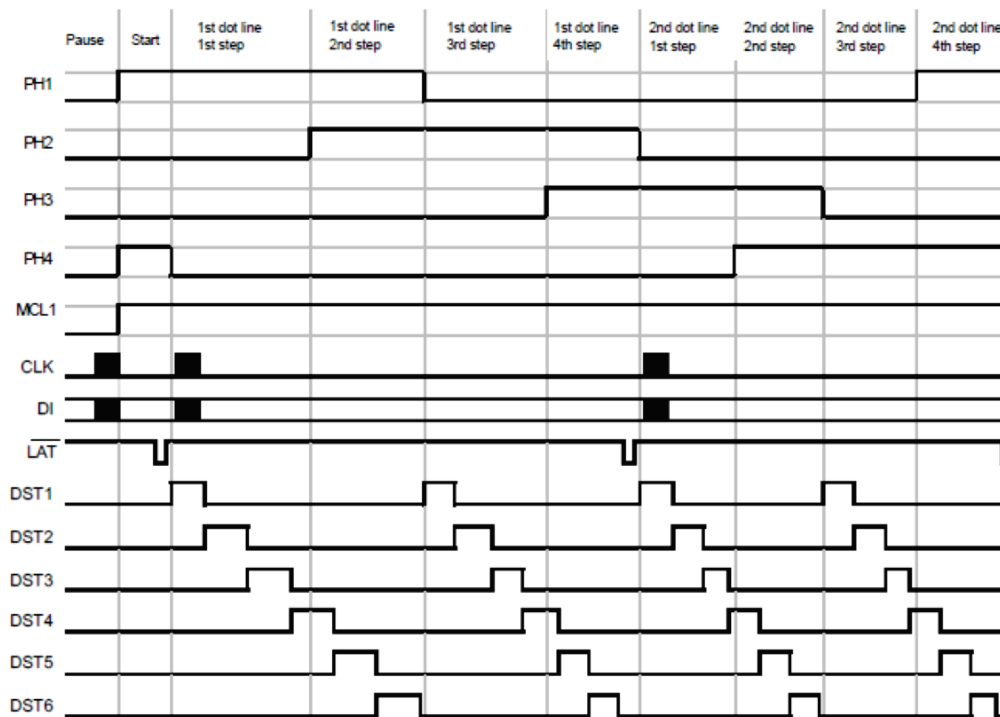 Pause
Start
1st dot line
1st step
1st dot line
2nd step
1st dot line
3rd step
1st dot line
4th step
2nd dot line
1st step
2nd dot line
2nd step
2nd dot line
3rd step
2nd dot line
4th step
PH1
PH2
PH3
PH4
MCL1
CLK
DI
LAT
DST1
DST2
DST3
DST4
DST5
DST6